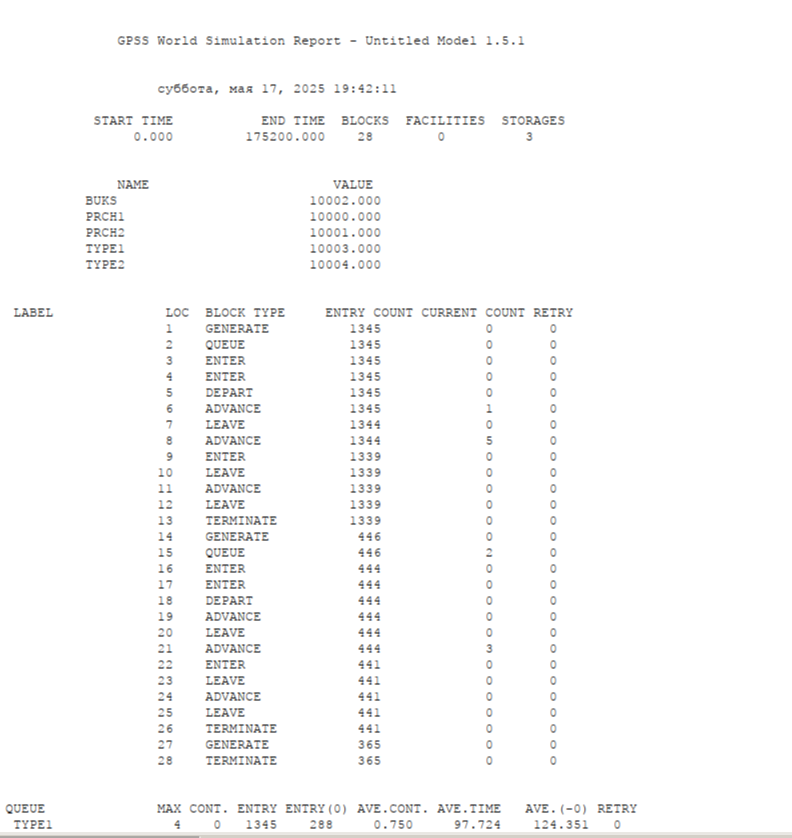 GPSS World Simulation Report - Untitled Model 1.5.1
суббота, мая 17, 2025 19:42:11
START TIME END TIME BLOCKS FACILITIES STORAGES
0.000 175200.000 28 0 3
NAME VALUE
BUKS 10002.000
PRCH1 10000.000
PRCH2 10001.000
TYPE1 10003.000
TYPE2 10004.000
LABEL LOC BLOCK TYPE ENTRY COUNT CURRENT COUNT RETRY
1 GENERATE 1345 0 0
2 QUEUE 1345 0 0
3 ENTER 1345 0 0
4 ENTER 1345 0 0
5 DEPART 1345 0 0
6 ADVANCE 1345 1 0
7 LEAVE 1344 0 0
8 ADVANCE 1344 5 0
9 ENTER 1339 0 0
10 LEAVE 1339 0 0
11 ADVANCE 1339 0 0
12 LEAVE 1339 0 0
13 TERMINATE 1339 0 0
14 GENERATE 446 0 0
15 QUEUE 446 2 0
16 ENTER 444 0 0
17 ENTER 444 0 0
18 DEPART 444 0 0
19 ADVANCE 444 0 0
20 LEAVE 444 0 0
21 ADVANCE 444 3 0
22 ENTER 441 0 0
23 LEAVE 441 0 0
24 ADVANCE 441 0 0
25 LEAVE 441 0 0
26 TERMINATE 441 0 0
27 GENERATE 365 0 0
28 TERMINATE 365 0 0
QUEUE MAX CONT. ENTRY ENTRY(0) AVE.CONT. AVE.TIME AVE.(-0) RETRY
TYPE1 4 0 1345 288 0.750 97.724 124.351 0